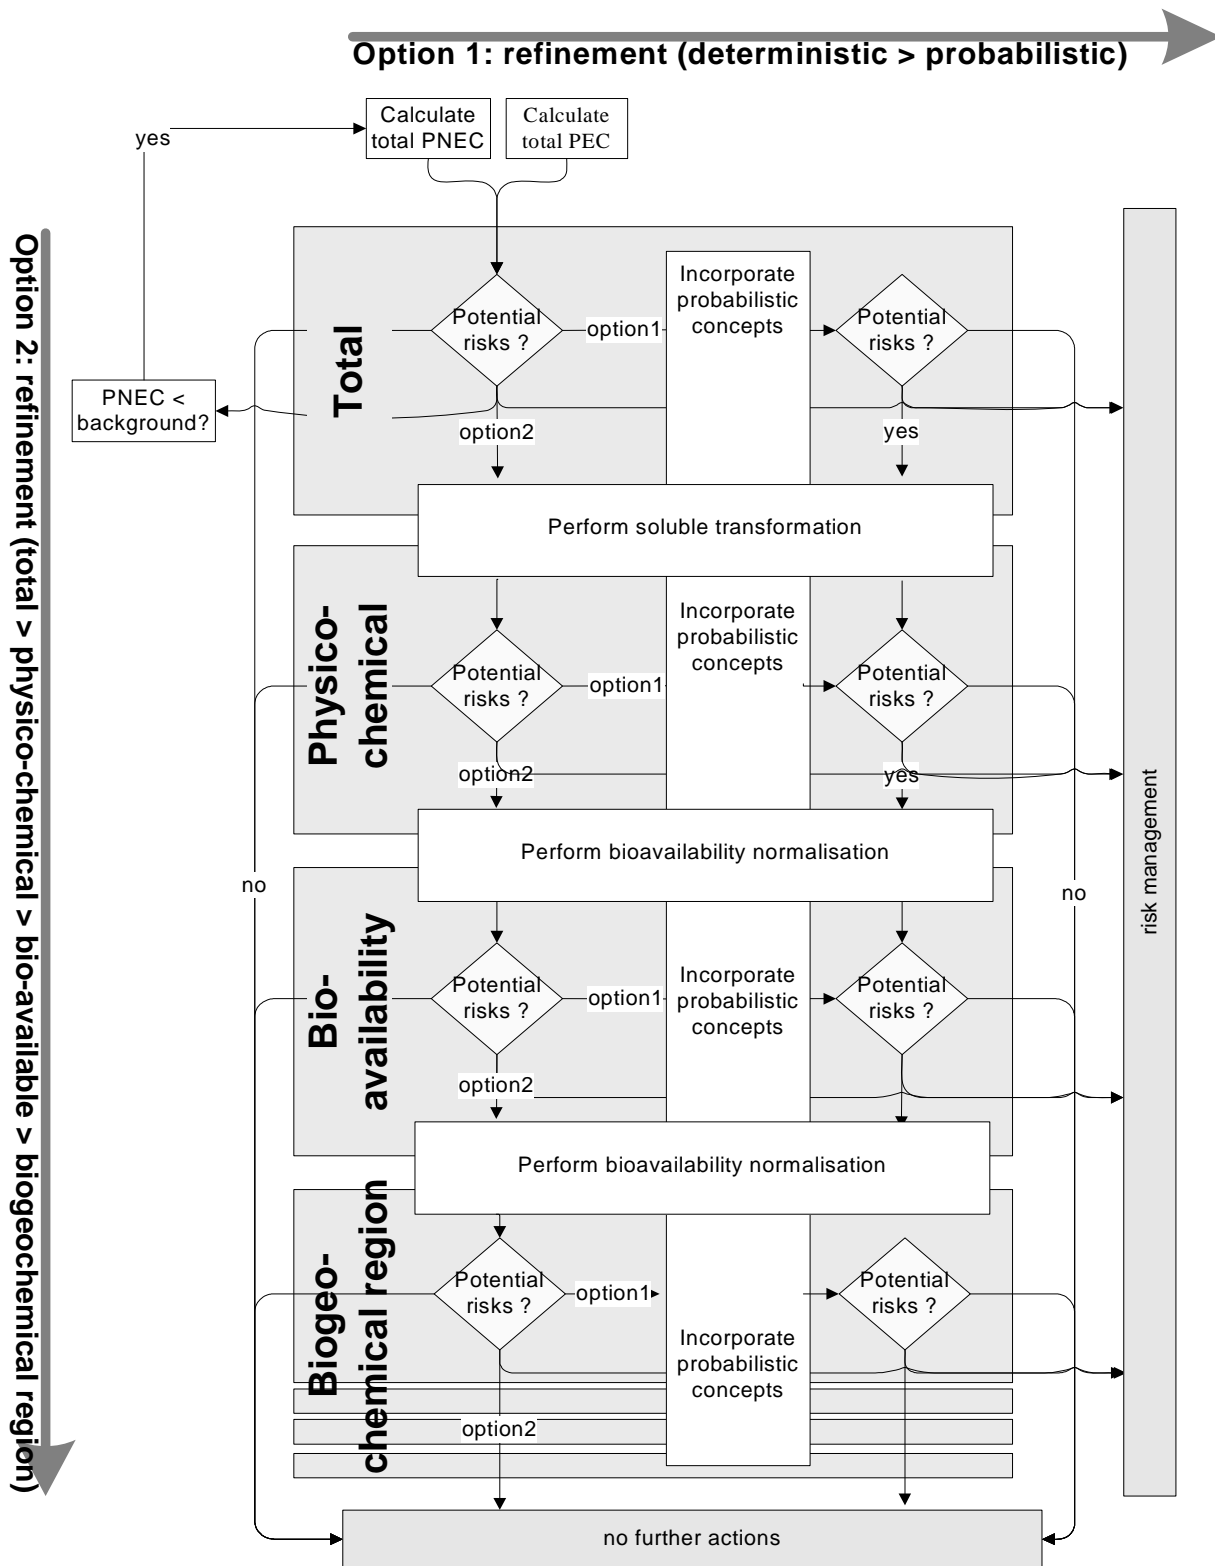 Option 1: refinement (deterministic > probabilistic)
Calculate
total PNEC
Calculate
total PEC
yes
Option 2: refinement (total > physico-chemical > bio-available > biogeochemical region)
Total
Potential
risks ?
option1
Incorporate
probabilistic
concepts
Potential
risks ?
PNEC <
background?
option2
yes
Perform soluble transformation
Physico-
chemical
Potential
risks ?
option1
Incorporate
probabilistic
concepts
Potential
risks ?
option2
yes
risk management
Perform bioavailability normalisation
no
no
Bio-
availability
Potential
risks ?
option1
Incorporate
probabilistic
concepts
Potential
risks ?
option2
Perform bioavailability normalisation
Biogeo-
chemical region
Potential
risks ?
option1
Incorporate
probabilistic
concepts
Potential
risks ?
option2
no further actions